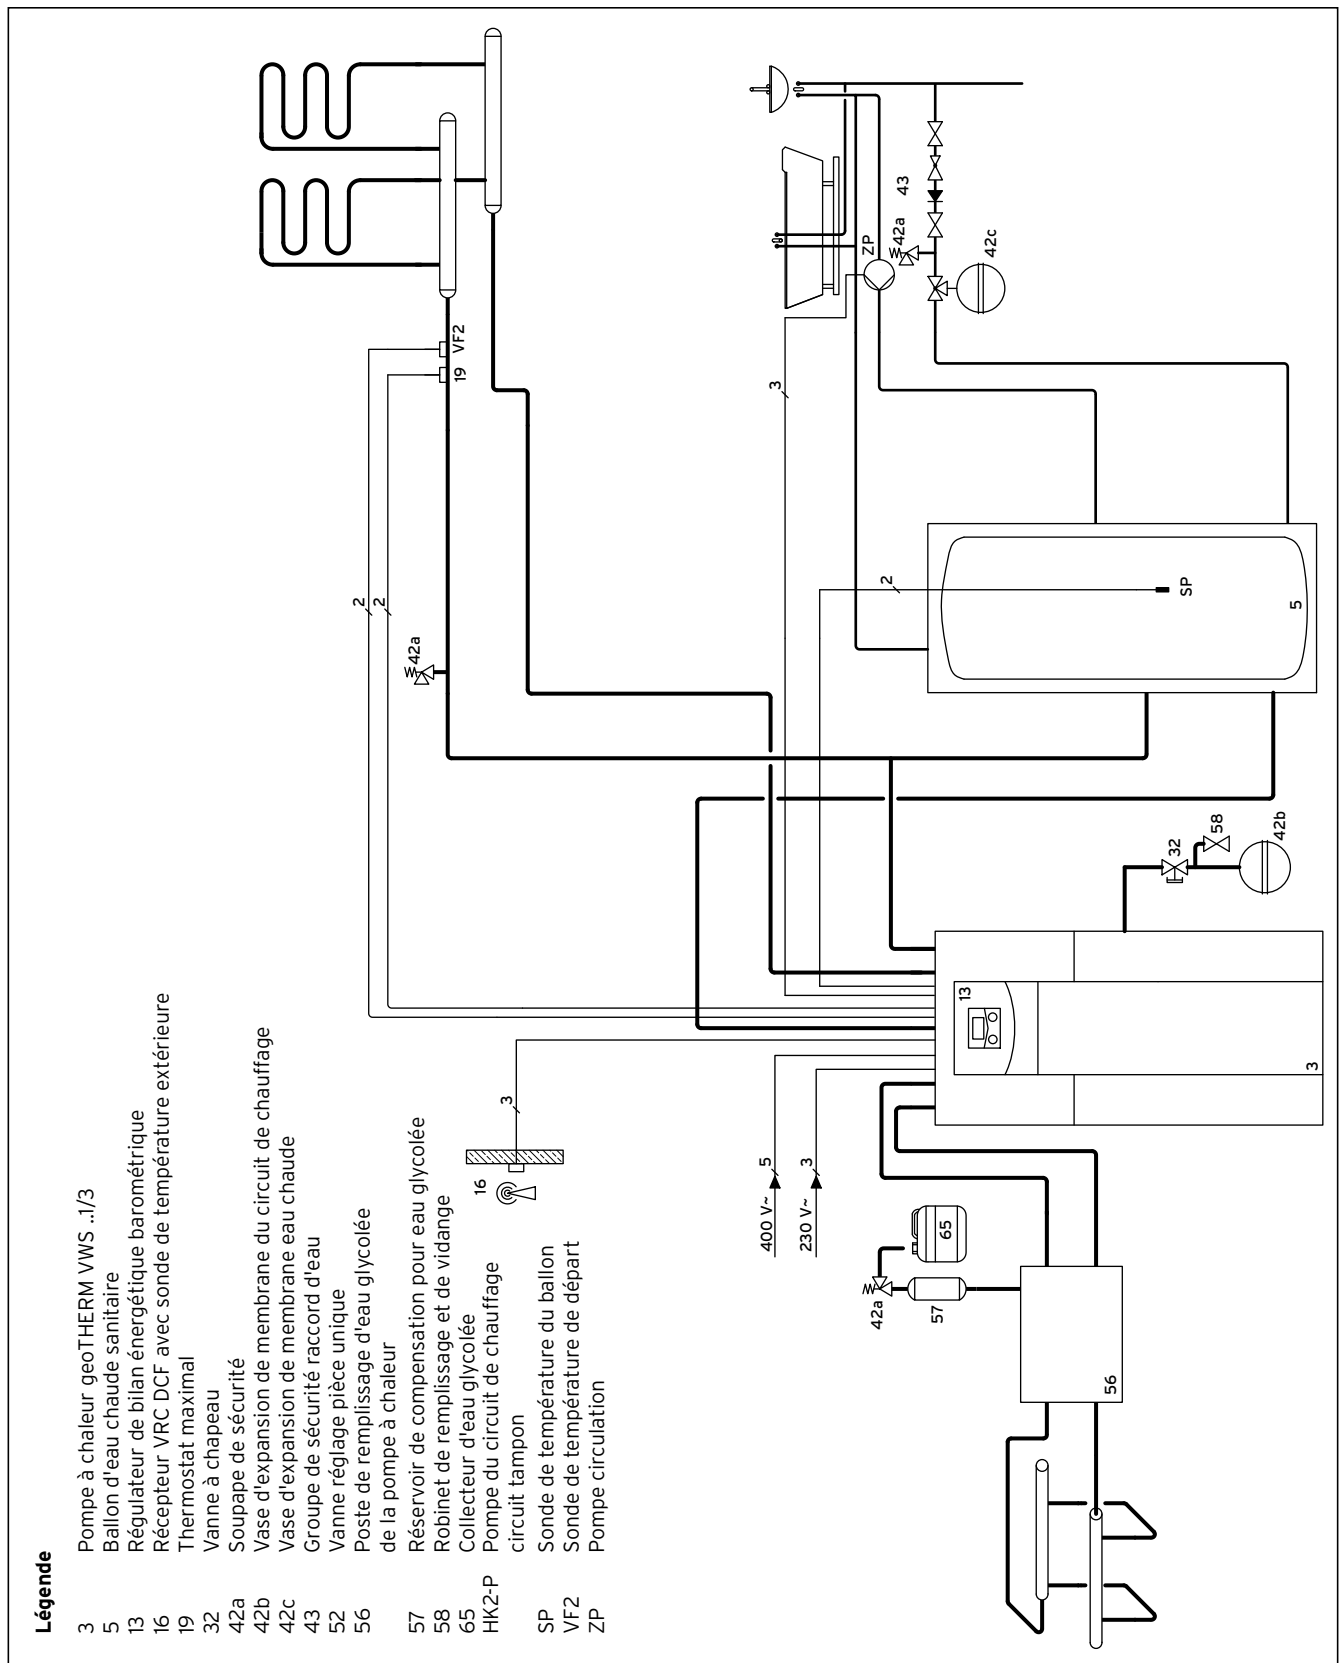 Légende
3 Pompe à chaleur geoTHERM VWS ..1/3
5 Ballon d'eau chaude sanitaire
13 Régulateur de bilan énergétique barométrique
16 Récepteur VRC DCF avec sonde de température extérieure
19 Thermostat maximal
32 Vanne à chapeau
42a Soupape de sécurité
42b Vase d'expansion de membrane du circuit de chauffage
42c Vase d'expansion de membrane eau chaude
43 Groupe de sécurité raccord d'eau
52 Vanne réglage pièce unique
56 Poste de remplissage d'eau glycolée
de la pompe à chaleur
57 Réservoir de compensation pour eau glycolée
58 Robinet de remplissage et de vidange
65 Collecteur d'eau glycolée
HK2-P Pompe du circuit de chauffage
circuit tampon
SP Sonde de température du ballon
VF2 Sonde de température de départ
ZP Pompe circulation
16
3
400 V~ 5
230 V~ 3
42a
65
57
56
13
3
32
58
42b
2
2
42a
19
VF2
3
ZP
42a
43
42c
2
SP
5